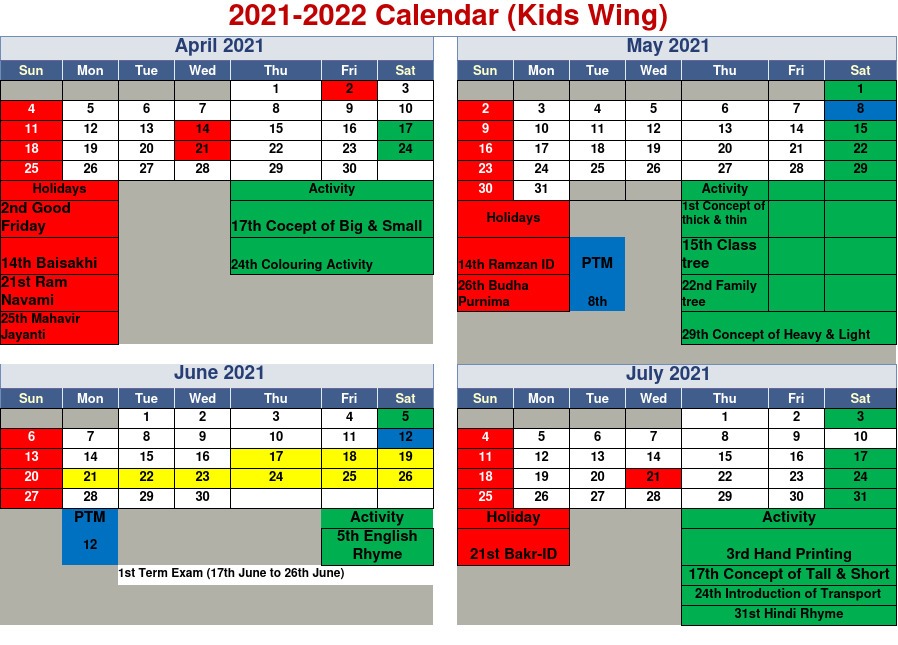 2021-2022 Calendar (Kids Wing)
April 2021
Sun Mon Tue Wed Thu Fri Sat
1 2 3
4 5 6 7 8 9 10
11 12 13 14 15 16 17
18 19 20 21 22 23 24
25 26 27 28 29 30
Holidays Activity
2nd Good
Friday
17th Cocept of Big & Small
14th Baisakhi
24th Colouring Activity
21st Ram
Navami
25th Mahavir
Jayanti
May 2021
Sun Mon Tue Wed Thu Fri Sat
1
2 3 4 5 6 7 8
9 10 11 12 13 14 15
16 17 18 19 20 21 22
23 24 25 26 27 28 29
30 31
Activity
Holidays
1st Concept of
thick & thin
14th Ramzan ID
PTM
15th Class
tree
26th Budha
Purnima
8th
22nd Family
tree
29th Concept of Heavy & Light
June 2021
Sun Mon Tue Wed Thu Fri Sat
1 2 3 4 5
6 7 8 9 10 11 12
13 14 15 16 17 18 19
20 21 22 23 24 25 26
27 28 29 30
PTM Activity
12
5th English
Rhyme
1st Term Exam (17th June to 26th June)
July 2021
Sun Mon Tue Wed Thu Fri Sat
1 2 3
4 5 6 7 8 9 10
11 12 13 14 15 16 17
18 19 20 21 22 23 24
25 26 27 28 29 30 31
Holiday Activity
21st Bakr-ID 3rd Hand Printing
17th Concept of Tall & Short
24th Introduction of Transport
31st Hindi Rhyme